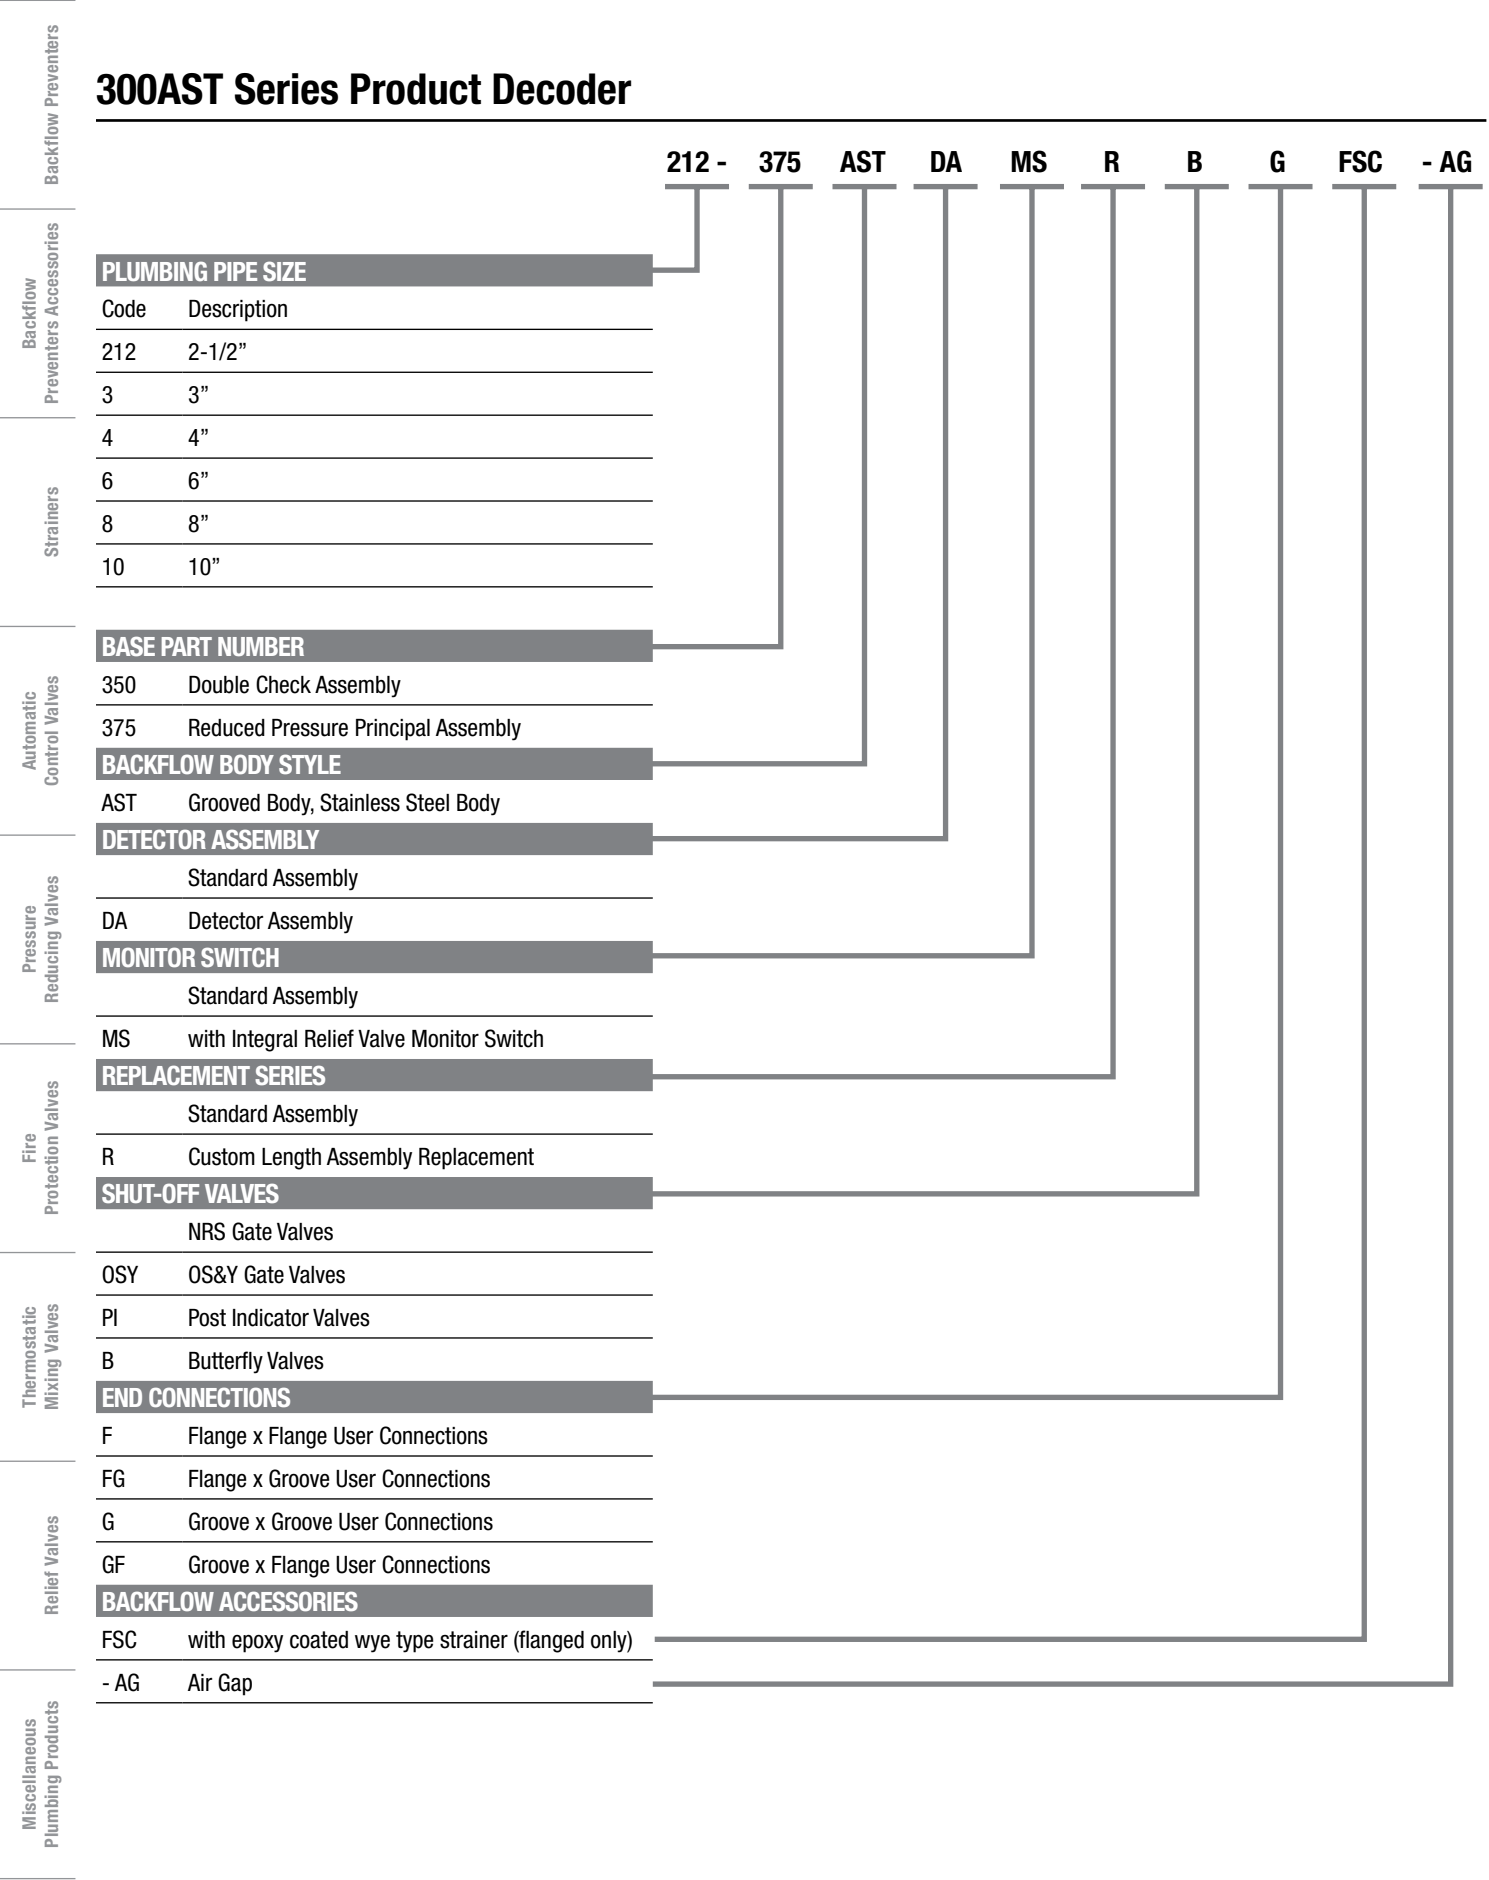 Backflow Preventers
Backflow
Preventers Accessories
Strainers
Automatic
Control Valves
Pressure
Reducing Valves
Fire
Protection Valves
Thermostatic
Mixing Valves
Relief Valves
Miscellaneous
Plumbing Products
300AST Series Product Decoder
212 - 375 AST DA MS R B G FSC - AG
PLUMBING PIPE SIZE
Code Description
212 2-1/2”
3 3”
4 4”
6 6”
8 8”
10 10”
BASE PART NUMBER
350 Double Check Assembly
375 Reduced Pressure Principal Assembly
BACKFLOW BODY STYLE
AST Grooved Body, Stainless Steel Body
DETECTOR ASSEMBLY
Standard Assembly
DA Detector Assembly
MONITOR SWITCH
Standard Assembly
MS with Integral Relief Valve Monitor Switch
REPLACEMENT SERIES
Standard Assembly
R Custom Length Assembly Replacement
SHUT-OFF VALVES
NRS Gate Valves
OSY OS&Y Gate Valves
PI Post Indicator Valves
B Butterfly Valves
END CONNECTIONS
F Flange x Flange User Connections
FG Flange x Groove User Connections
G Groove x Groove User Connections
GF Groove x Flange User Connections
BACKFLOW ACCESSORIES
FSC with epoxy coated wye type strainer (flanged only)
- AG Air Gap